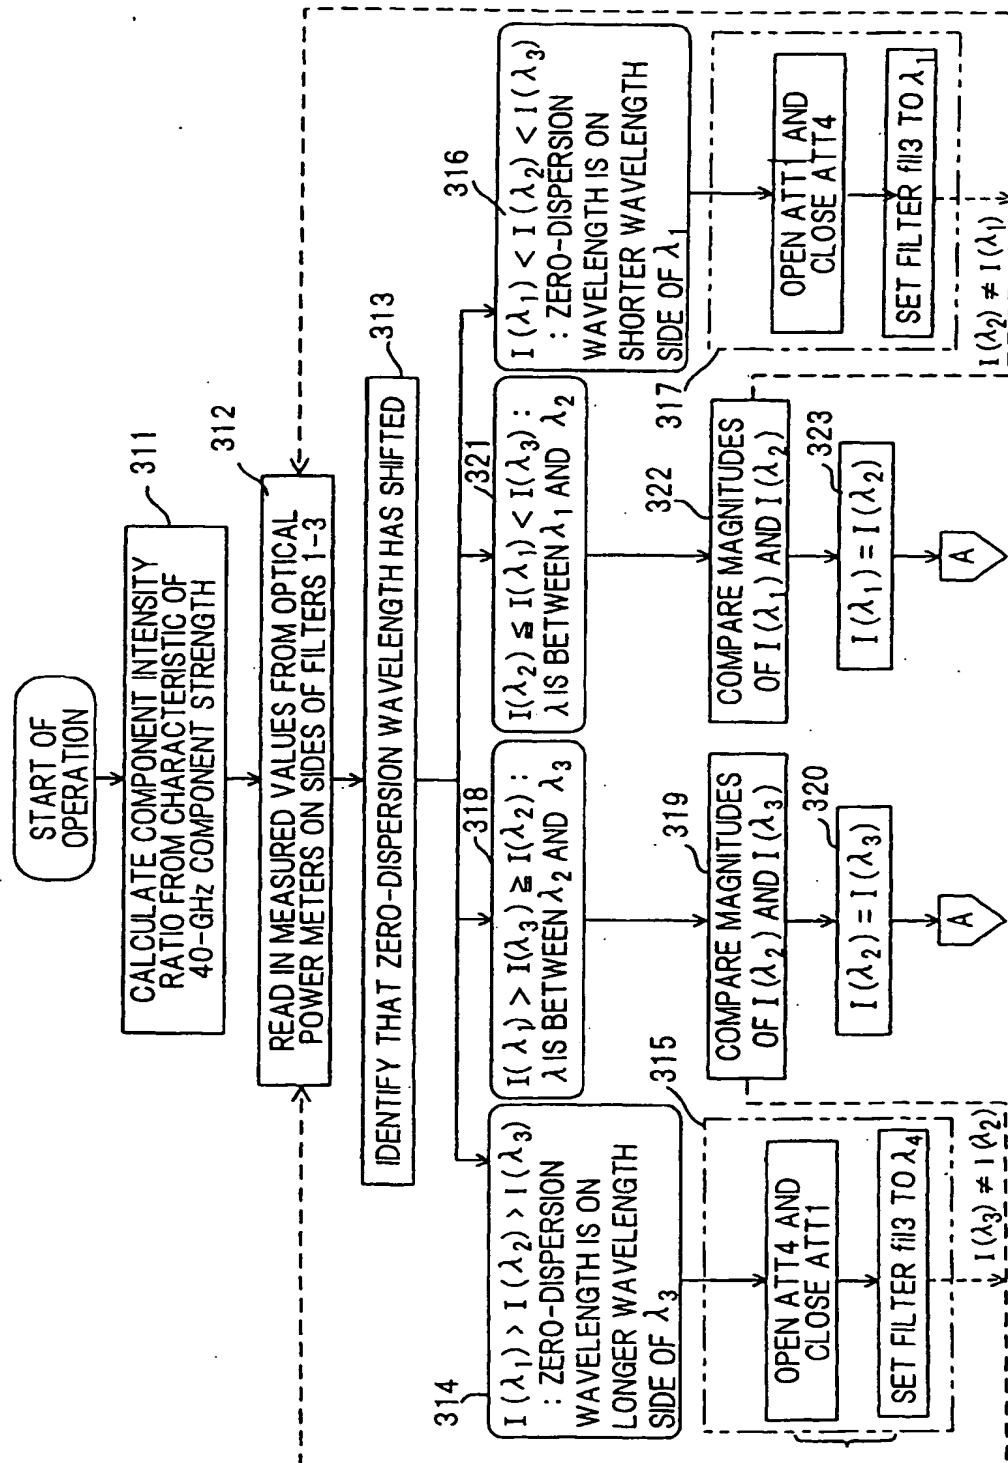 START OF
OPERATION
311
CALCULATE COMPONENT INTENSITY
RATIO FROM CHARACTERISTIC OF
40-GHz COMPONENT STRENGTH
312
READ IN MEASURED VALUES FROM OPTICAL
POWER METERS ON SIDES OF FILTERS 1-3
313
IDENTIFY THAT ZERO-DISPERSION WAVELENGTH HAS SHIFTED
314
I(λ1) > I(λ2) > I(λ3)
: ZERO-DISPERSION
WAVELENGTH IS ON
LONGER WAVELENGTH
SIDE OF λ3
318
I(λ1) > I(λ3) ≧ I(λ2):
λ IS BETWEEN λ2 AND λ3
321
I(λ2) ≦ I(λ1) < I(λ3):
λ IS BETWEEN λ1 AND λ2
316
I(λ1) < I(λ2) < I(λ3)
: ZERO-DISPERSION
WAVELENGTH IS ON
SHORTER WAVELENGTH
SIDE OF λ1
315
OPEN ATT4 AND
CLOSE ATT1
SET FILTER fil3 TO λ4
I(λ3) ≠ I(λ2)
319
COMPARE MAGNITUDES
OF I(λ2) AND I(λ3)
320
I(λ2) = I(λ3)
A
322
COMPARE MAGNITUDES
OF I(λ1) AND I(λ2)
323
I(λ1) = I(λ2)
A
317
OPEN ATT1 AND
CLOSE ATT4
SET FILTER fil3 TO λ1
I(λ2) ≠ I(λ1)